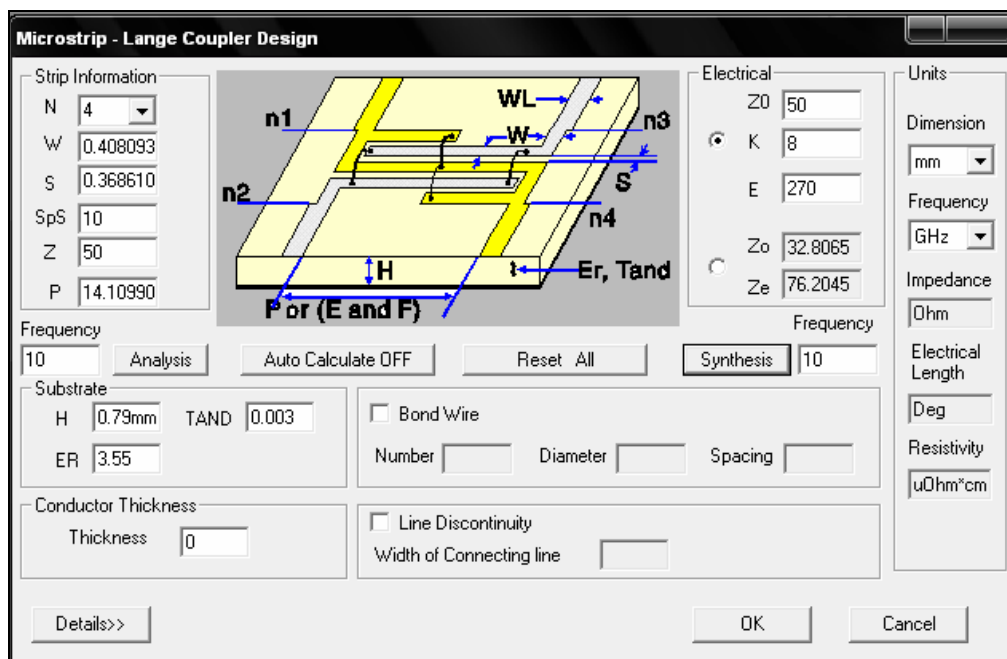 Microstrip - Lange Coupler Design
Strip Information
N 4
W 0.408093
S 0.368610
SpS 10
Z 50
P 14.10990
n1
n2
WL
W
n3
S
n4
H
Er, Tand
P or (E and F)
Electrical
Z0 50
K 8
E 270
Zo 32.8065
Ze 76.2045
Units
Dimension
mm
Frequency
GHz
Impedance
Ohm
Electrical
Length
Deg
Resistivity
uOhm*cm
Frequency
10
Analysis
Auto Calculate OFF
Reset All
Synthesis
Frequency
10
Substrate
H 0.79mm TAND 0.003
ER 3.55
Bond Wire
Number Diameter Spacing
Conductor Thickness
Thickness 0
Line Discontinuity
Width of Connecting line
Details>>
OK
Cancel